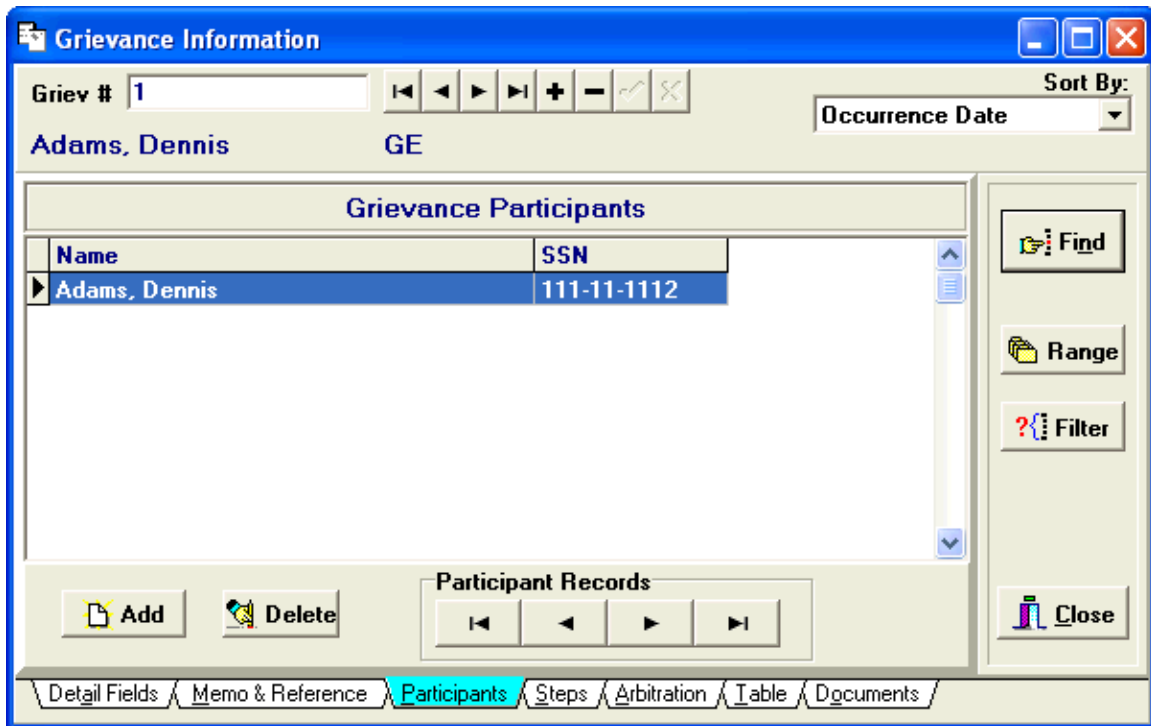 Grievance Information
Griev # 1
Sort By:
Occurrence Date
Adams, Dennis GE
Grievance Participants
Name SSN
Adams, Dennis 111-11-1112
Find
Range
?{ Filter
Participant Records
Add Delete
Close
Detail Fields Memo & Reference Participants Steps Arbitration Table Documents